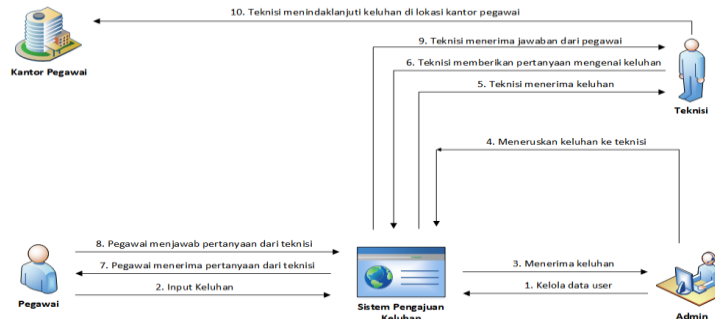 10. Teknisi menindaklanjuti keluhan di lokasi kantor pegawai
9. Teknisi menerima jawaban dari pegawai
6. Teknisi memberikan pertanyaan mengenai keluhan
Kantor Pegawai
5. Teknisi menerima keluhan
Teknisi
4. Meneruskan keluhan ke teknisi
8. Pegawai menjawab pertanyaan dari teknisi
7. Pegawai menerima pertanyaan dari teknisi
3. Menerima keluhan
2. Input Keluhan
1. Kelola data user
Pegawai
Sistem Pengajuan
Keluhan
Admin